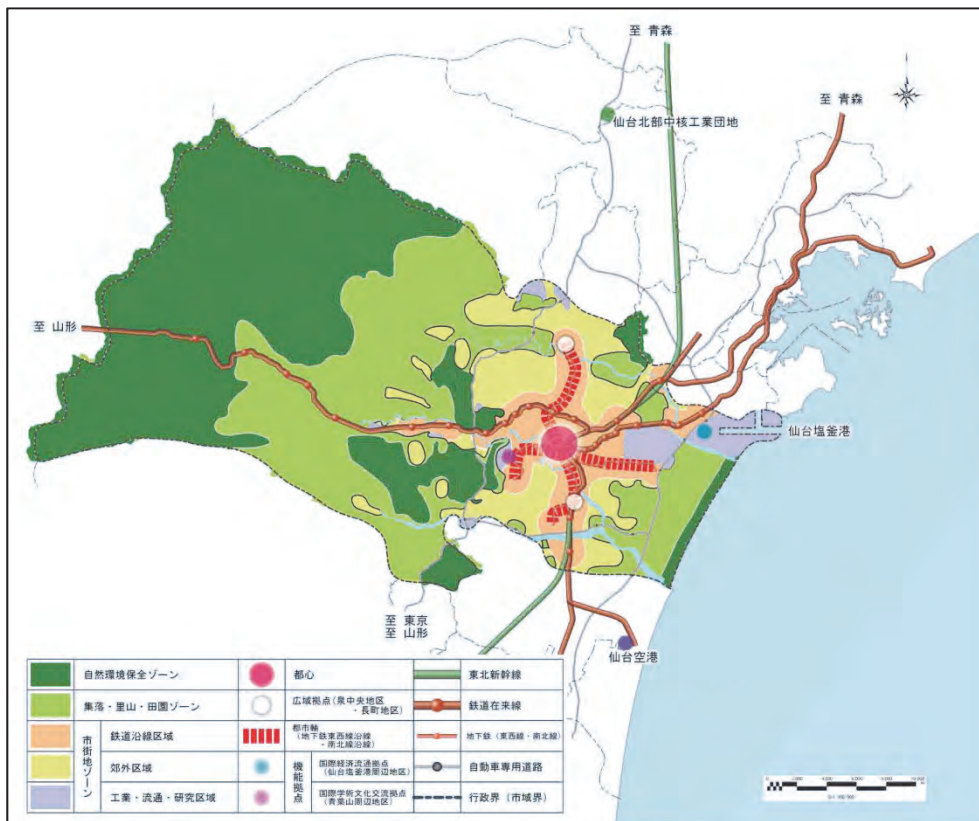 至 青森
至 青森
仙台北部中核工業団地
至 山形
仙台塩釜港
至 東京
至 山形
仙台空港
自然環境保全ゾーン
都心
東北新幹線
集落・里山・田園ゾーン
広域拠点(泉中央地区
・長町地区)
鉄道在来線
市街地ゾーン
鉄道沿線区域
都市軸
(地下鉄東西線沿線
・南北線沿線)
地下鉄(東西線・南北線)
郊外区域
機能拠点
国際経済流通拠点
(仙台塩釜港周辺地区)
自動車専用道路
工業・流通・研究区域
国際学術文化交流拠点
(青葉山周辺地区)
行政界(市域界)